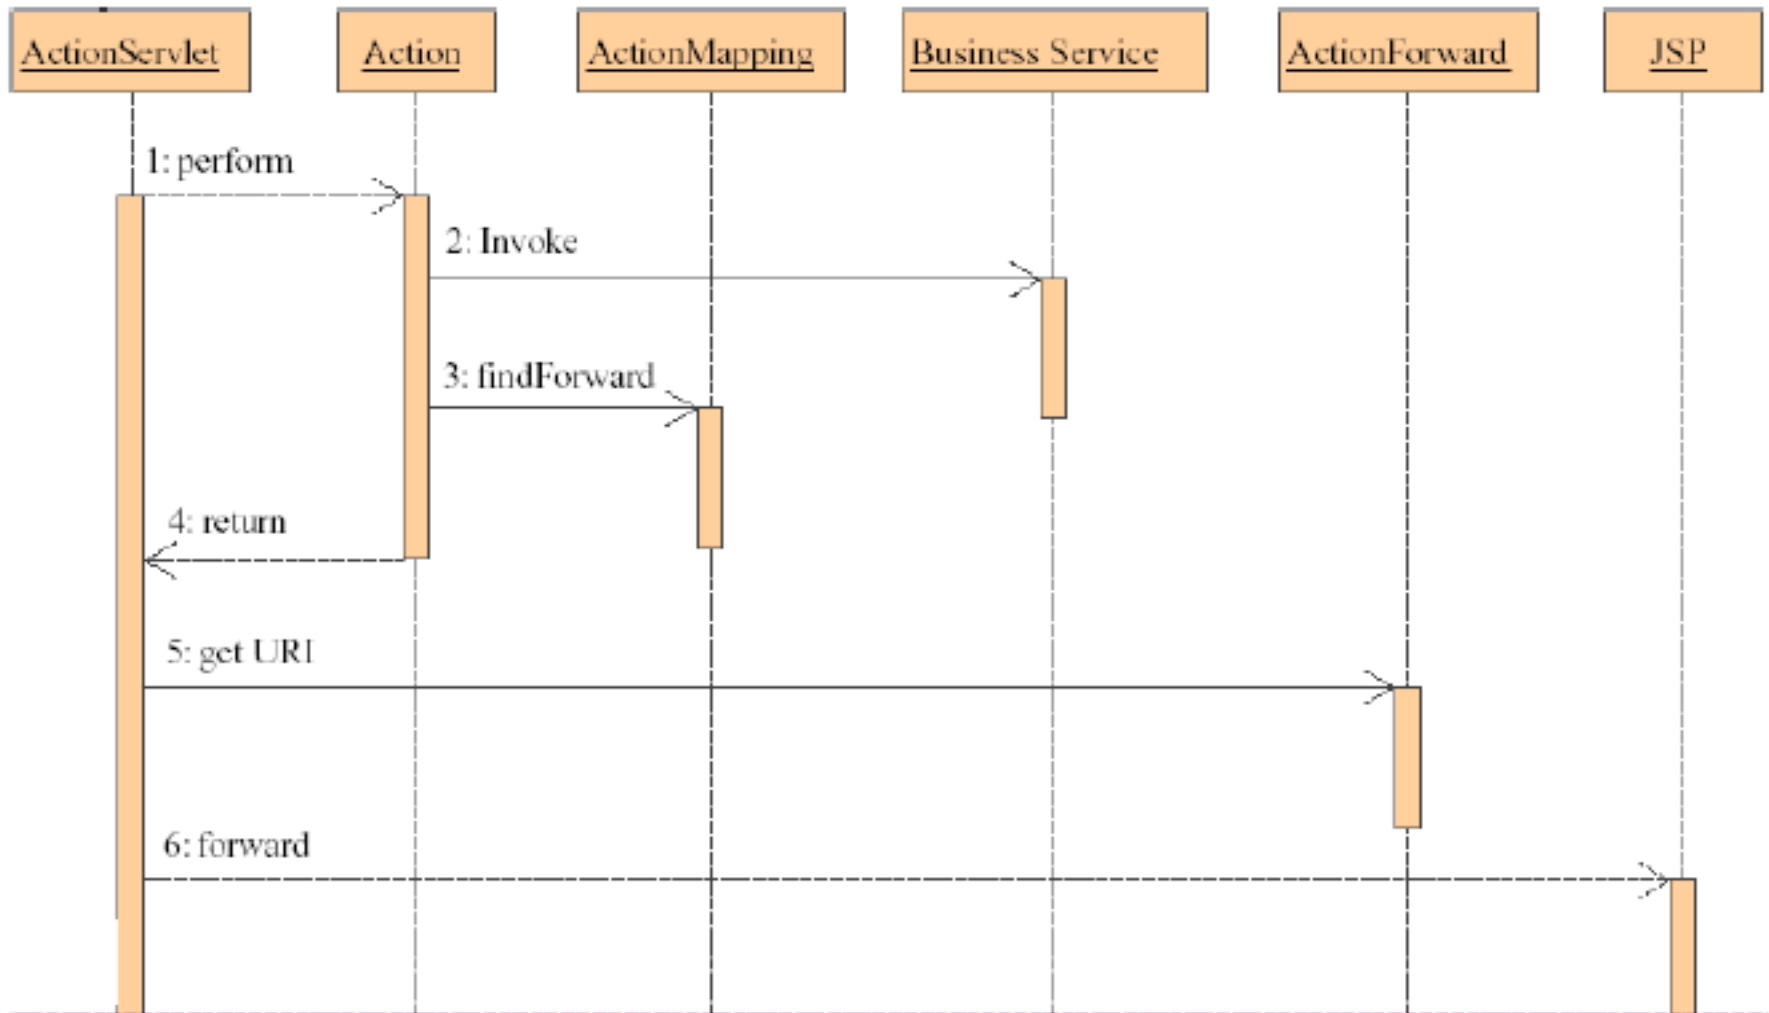 ActionServlet
Action
ActionMapping
Business Service
ActionForward
JSP
1: perform
2: Invoke
3: findForward
4: return
5: get URI
6: forward